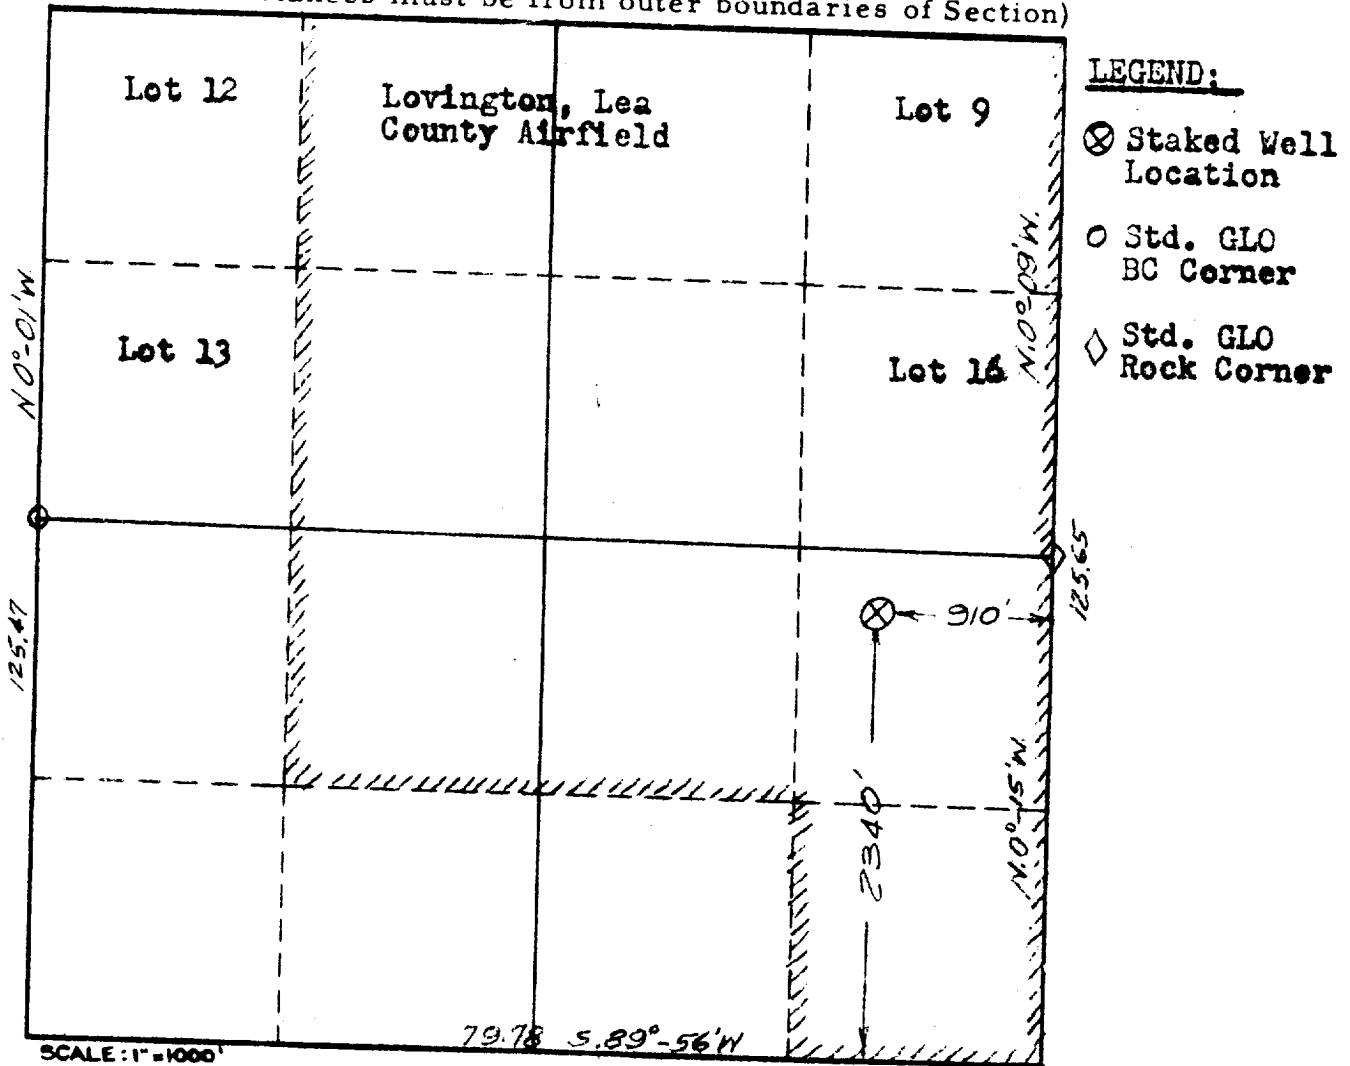 must be from outer boundaries of Section)
Lot 12
Lovington, Lea
County Airfield
Lot 9
LEGEND:
Staked Well
Location
Std. GLO
BC Corner
Std. GLO
Rock Corner
N 0°-01'W
N.0°-09'W.
Lot 13
Lot 16
125.47
125.65
910'
2340'
N.0°-15'W.
79.78 S.89°-56'W
SCALE: 1"=1000'